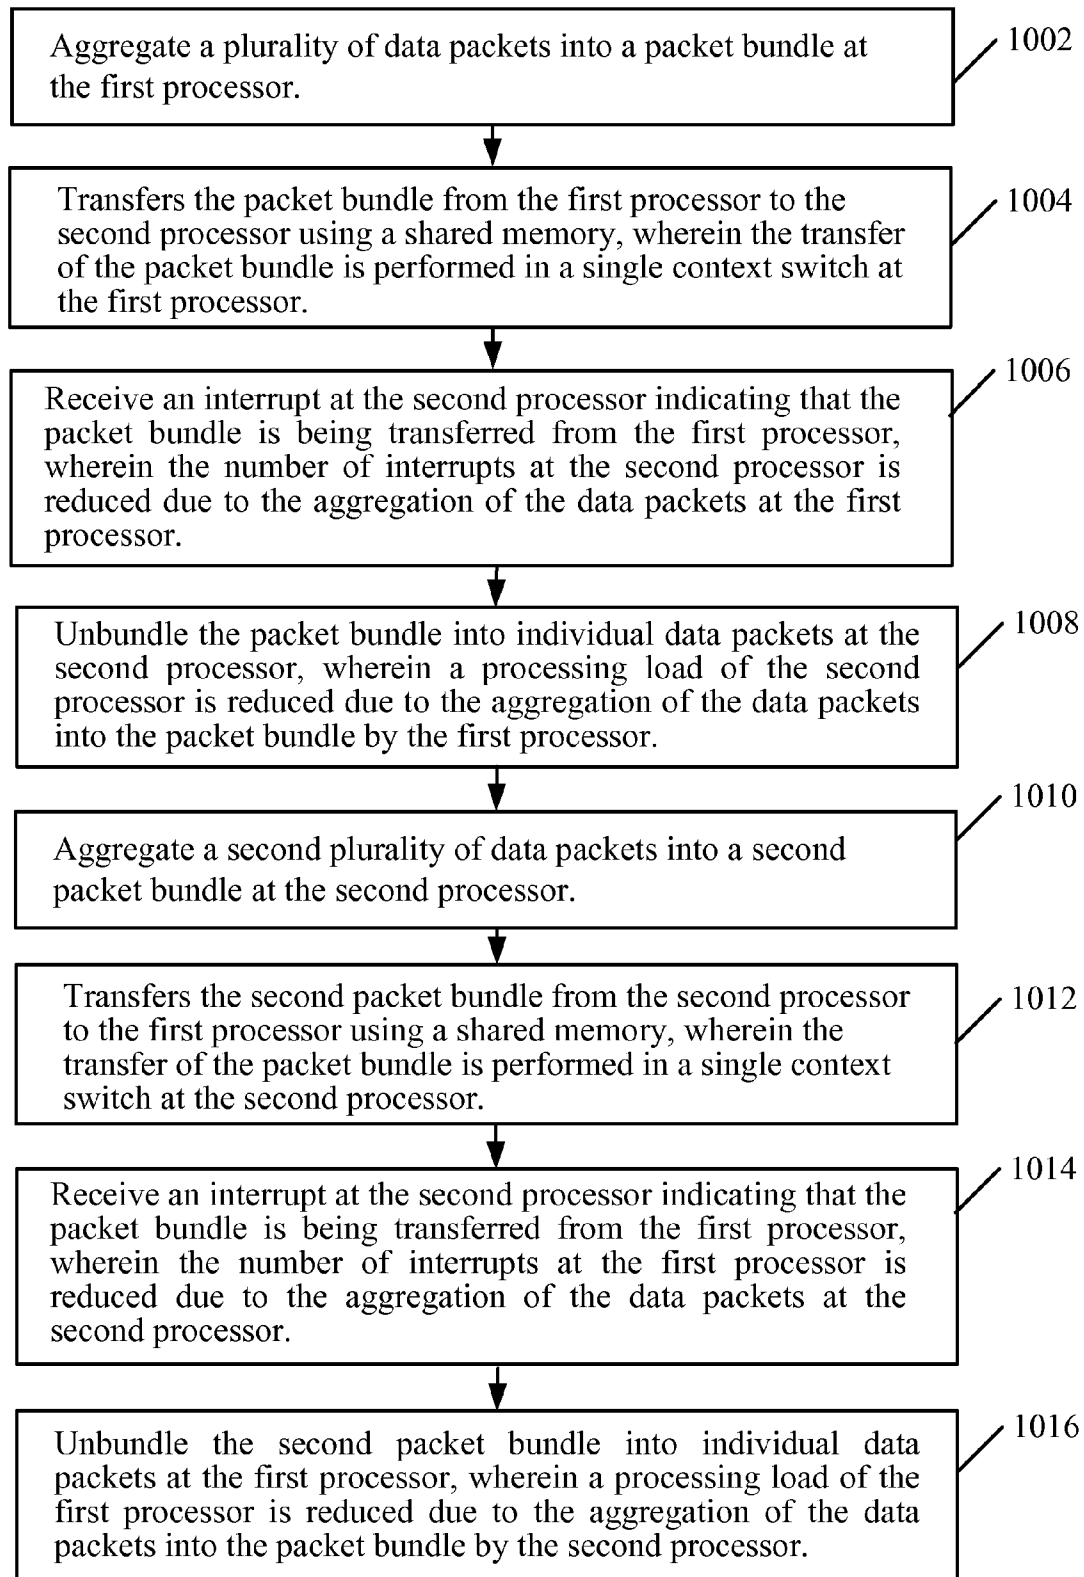 Aggregate a plurality of data packets into a packet bundle at
the first processor.
1002
Transfers the packet bundle from the first processor to the
second processor using a shared memory, wherein the transfer
of the packet bundle is performed in a single context switch at
the first processor.
1004
Receive an interrupt at the second processor indicating that the
packet bundle is being transferred from the first processor,
wherein the number of interrupts at the second processor is
reduced due to the aggregation of the data packets at the first
processor.
1006
Unbundle the packet bundle into individual data packets at the
second processor, wherein a processing load of the second
processor is reduced due to the aggregation of the data packets
into the packet bundle by the first processor.
1008
Aggregate a second plurality of data packets into a second
packet bundle at the second processor.
1010
Transfers the second packet bundle from the second processor
to the first processor using a shared memory, wherein the
transfer of the packet bundle is performed in a single context
switch at the second processor.
1012
Receive an interrupt at the second processor indicating that the
packet bundle is being transferred from the first processor,
wherein the number of interrupts at the first processor is
reduced due to the aggregation of the data packets at the
second processor.
1014
Unbundle the second packet bundle into individual data
packets at the first processor, wherein a processing load of the
first processor is reduced due to the aggregation of the data
packets into the packet bundle by the second processor.
1016